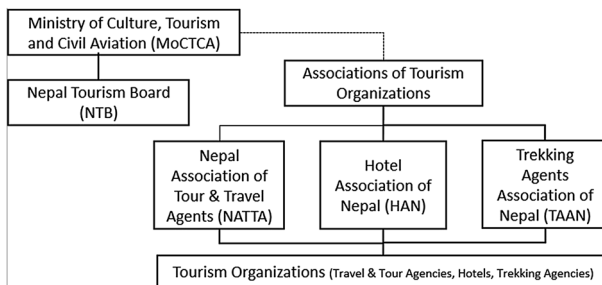 Ministry of Culture, Tourism
and Civil Aviation (MoCTCA)
Nepal Tourism Board
(NTB)
Associations of Tourism
Organizations
Nepal
Association of
Tour & Travel
Agents (NATTA)
Hotel
Association of
Nepal (HAN)
Trekking
Agents
Association of
Nepal (TAAN)
Tourism Organizations (Travel & Tour Agencies, Hotels, Trekking Agencies)